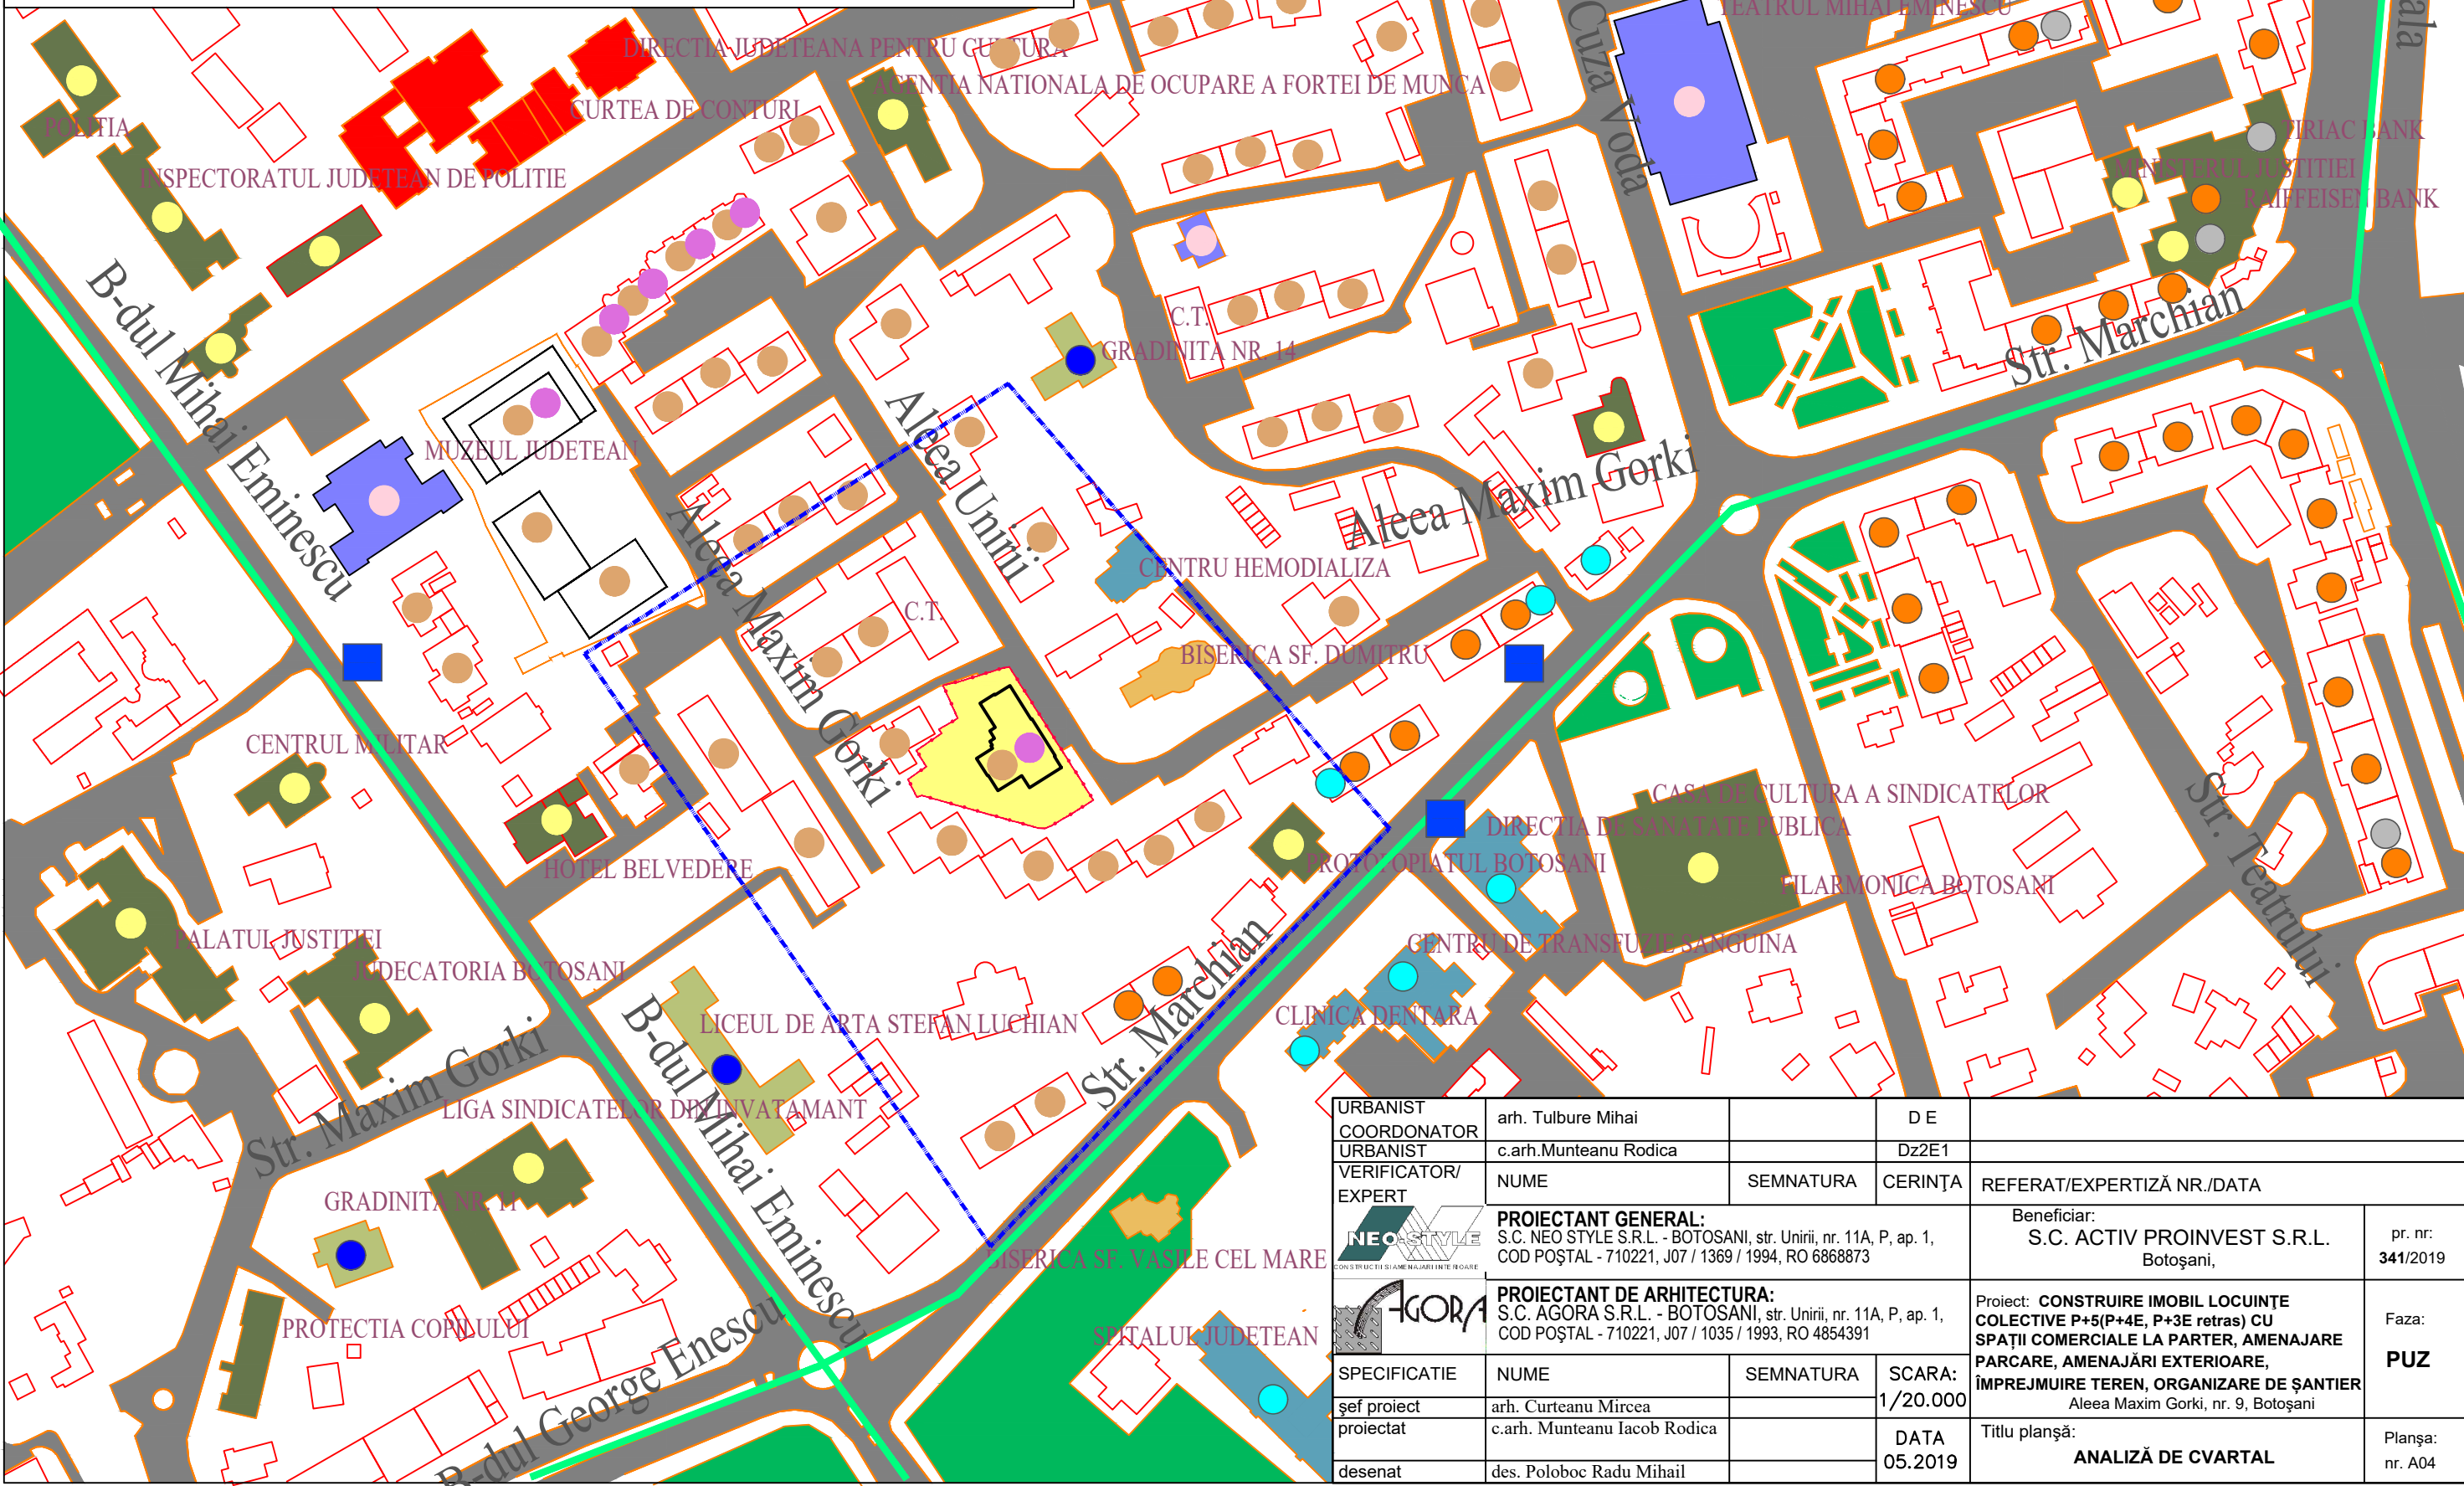 TEATRUL MIHAI EMINESCU
DIRECTIA JUDETEANA PENTRU CULTURA
AGENTIA NATIONALA DE OCUPARE A FORTEI DE MUNCA
CURTEA DE CONTURI
POLITIA
INSPECTORATUL JUDETEAN DE POLITIE
Cuza Voda
ala
TIRIAC BANK
MINISTERUL JUSTITIEI
RAIFFEISEN BANK
B-dul Mihai Eminescu
C.T.
GRADINITA NR. 14
Str. Marchian
MUZEUL JUDETEAN
Aleea Unirii
Aleea Maxim Gorki
Aleea Maxim Gorki
CENTRU HEMODIALIZA
C.T.
BISERICA SF. DUMITRU
CENTRUL MILITAR
HOTEL BELVEDERE
CASA DE CULTURA A SINDICATELOR
DIRECTIA DE SANATATE PUBLICA
PROTOPOPIATUL BOTOSANI
FILARMONICA BOTOSANI
Str. Teatrului
PALATUL JUSTITIEI
JUDECATORIA BOTOSANI
CENTRU DE TRANSFUZIE SANGUINA
CLINICA DENTARA
LICEUL DE ARTA STEFAN LUCHIAN
Str. Marchian
Str. Maxim Gorki
B-dul Mihai Eminescu
LIGA SINDICATELOR DIN INVATAMANT
GRADINITA NR. 11
BISERICA SF. VASILE CEL MARE
PROTECTIA COPILULUI
SPITALUL JUDETEAN
B-dul George Enescu
URBANIST COORDONATOR arh. Tulbure Mihai D E
URBANIST c.arh.Munteanu Rodica Dz2E1
VERIFICATOR/ EXPERT NUME SEMNATURA CERINŢA REFERAT/EXPERTIZĂ NR./DATA
NEO-STYLE
CONSTRUCTII SI AMENAJARI INTERIOARE
PROIECTANT GENERAL:
S.C. NEO STYLE S.R.L. - BOTOSANI, str. Unirii, nr. 11A, P, ap. 1,
COD POŞTAL - 710221, J07 / 1369 / 1994, RO 6868873
Beneficiar:
S.C. ACTIV PROINVEST S.R.L.
Botoşani,
pr. nr:
341/2019
AGORA
PROIECTANT DE ARHITECTURA:
S.C. AGORA S.R.L. - BOTOSANI, str. Unirii, nr. 11A, P, ap. 1,
COD POŞTAL - 710221, J07 / 1035 / 1993, RO 4854391
Proiect: CONSTRUIRE IMOBIL LOCUINŢE
COLECTIVE P+5(P+4E, P+3E retras) CU
SPAŢII COMERCIALE LA PARTER, AMENAJARE
PARCARE, AMENAJĂRI EXTERIOARE,
ÎMPREJMUIRE TEREN, ORGANIZARE DE ŞANTIER
Aleea Maxim Gorki, nr. 9, Botoşani
Faza:
PUZ
SPECIFICATIE NUME SEMNATURA SCARA:
1/20.000
şef proiect arh. Curteanu Mircea
proiectat c.arh. Munteanu Iacob Rodica
DATA
05.2019
desenat des. Poloboc Radu Mihail
Titlu planşă:
ANALIZĂ DE CVARTAL
Planşa:
nr. A04